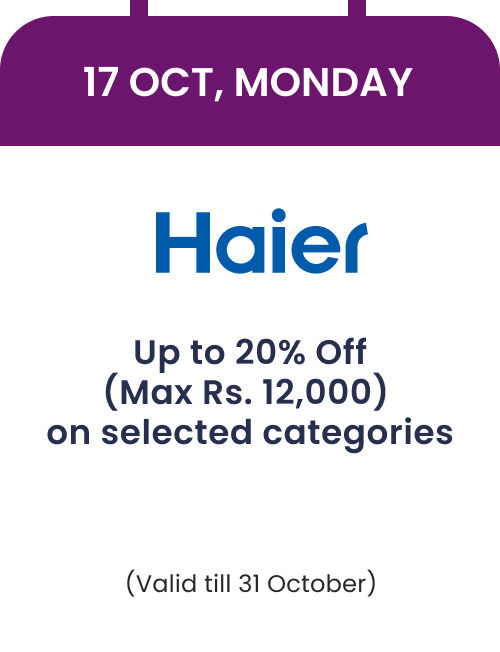 17 OCT, MONDAY
Haier
Up to 20% Off
(Max Rs. 12,000)
on selected categories
(Valid till 31 October)